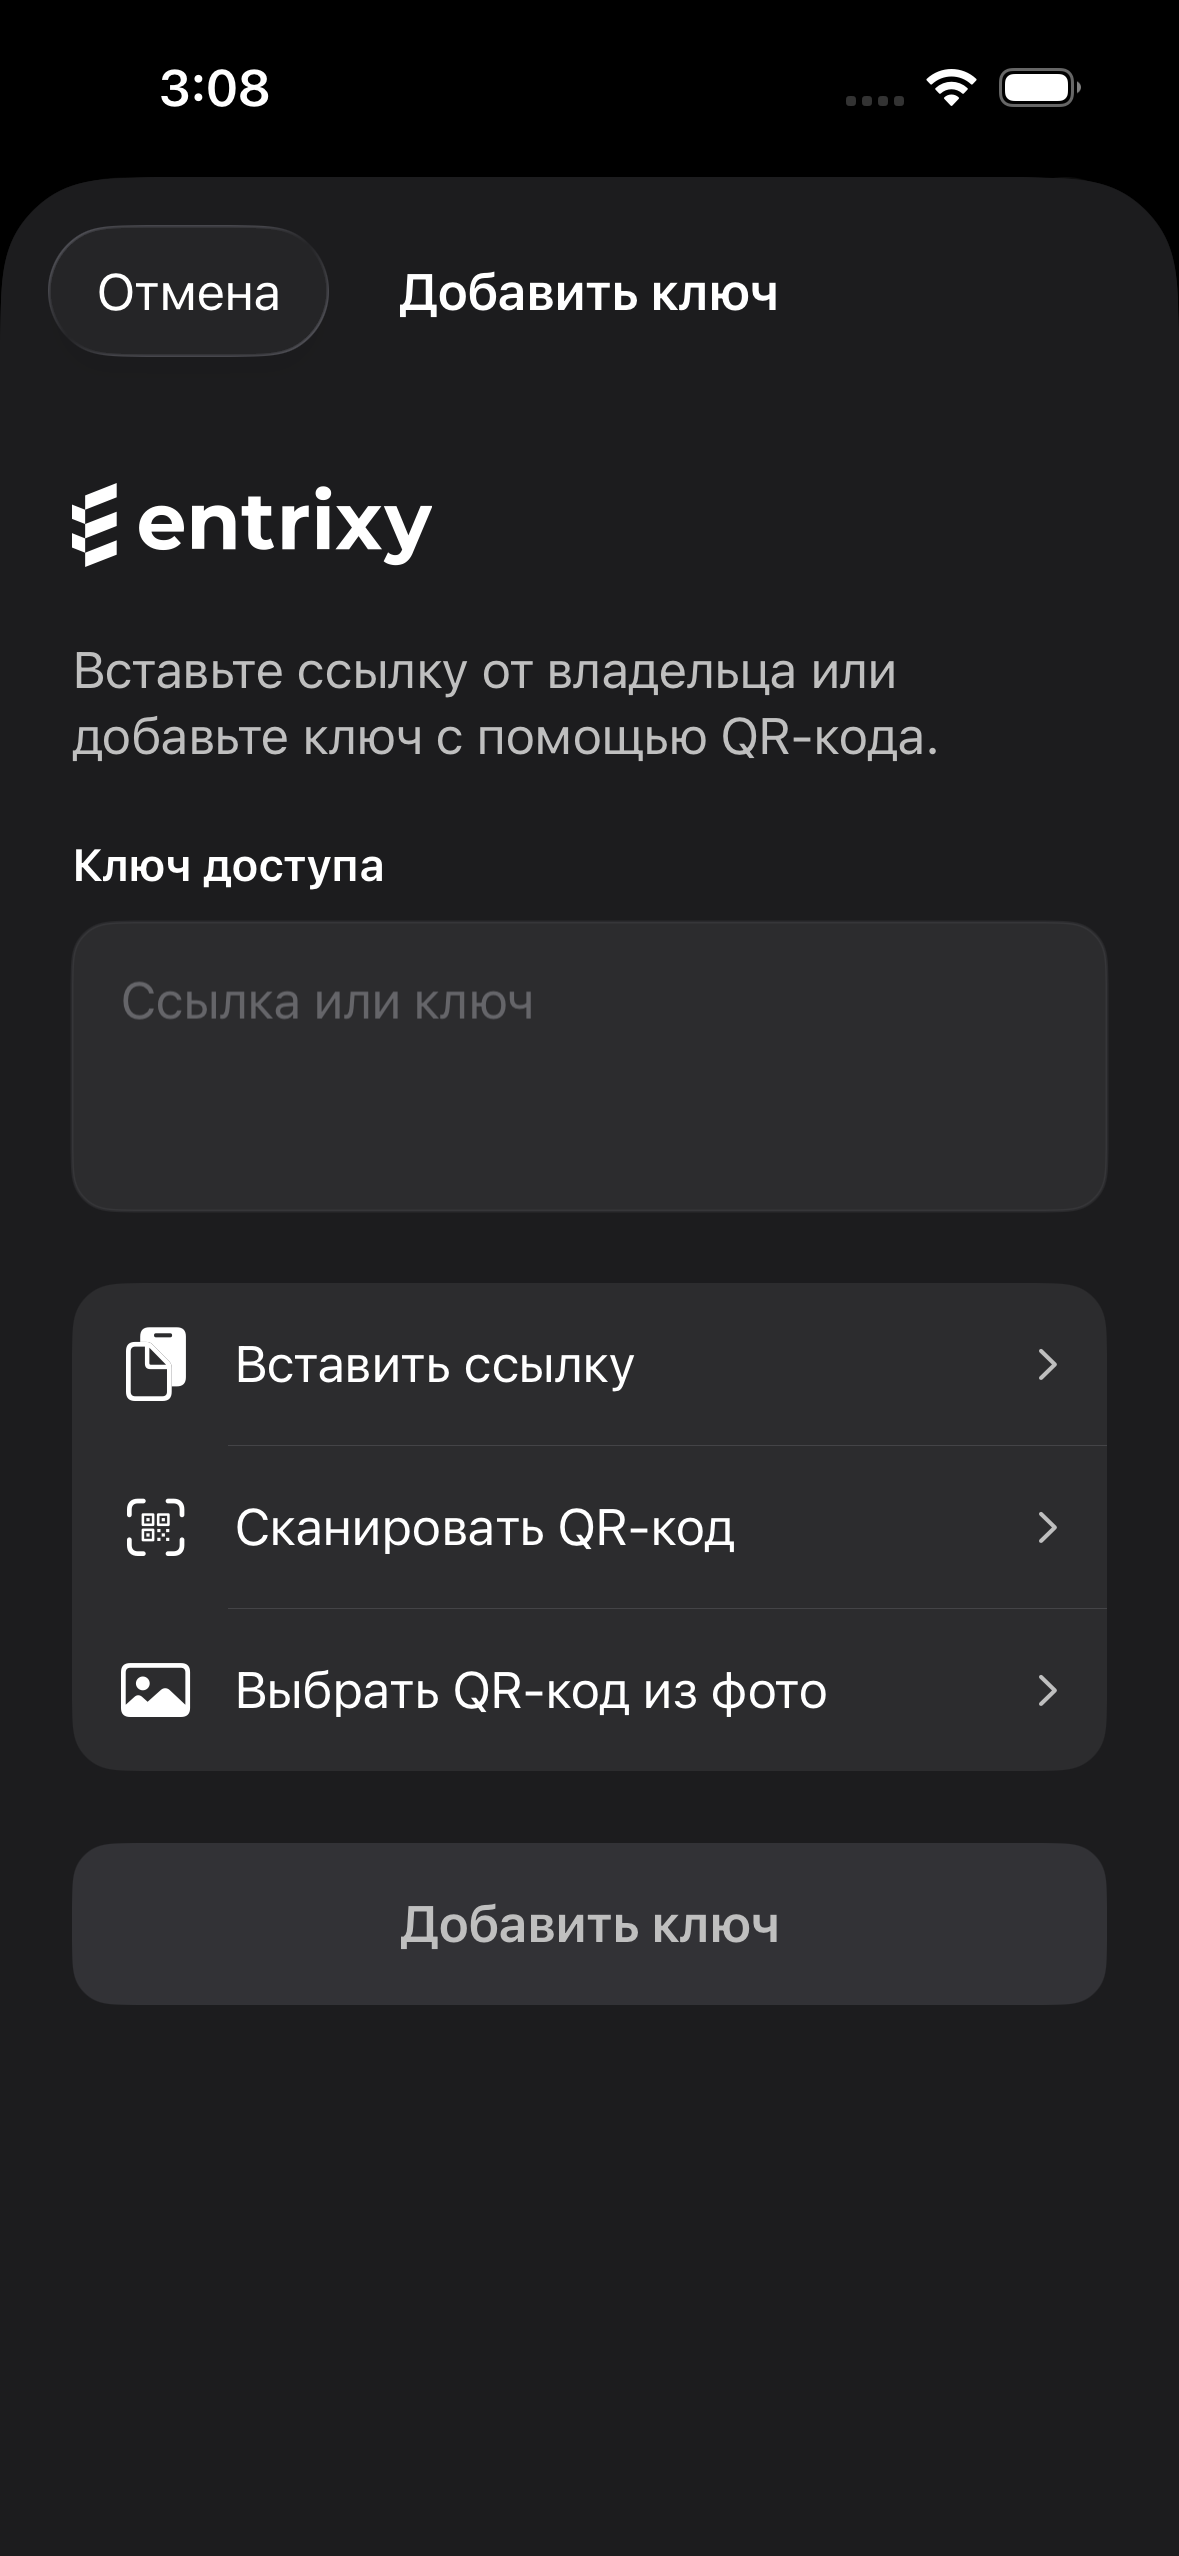 3:08
Отмена
Добавить ключ
entrixy
Вставьте ссылку от владельца или
добавьте ключ с помощью QR-кода.
Ключ доступа
Ссылка или ключ
Вставить ссылку
Сканировать QR-код
Выбрать QR-код из фото
Добавить ключ